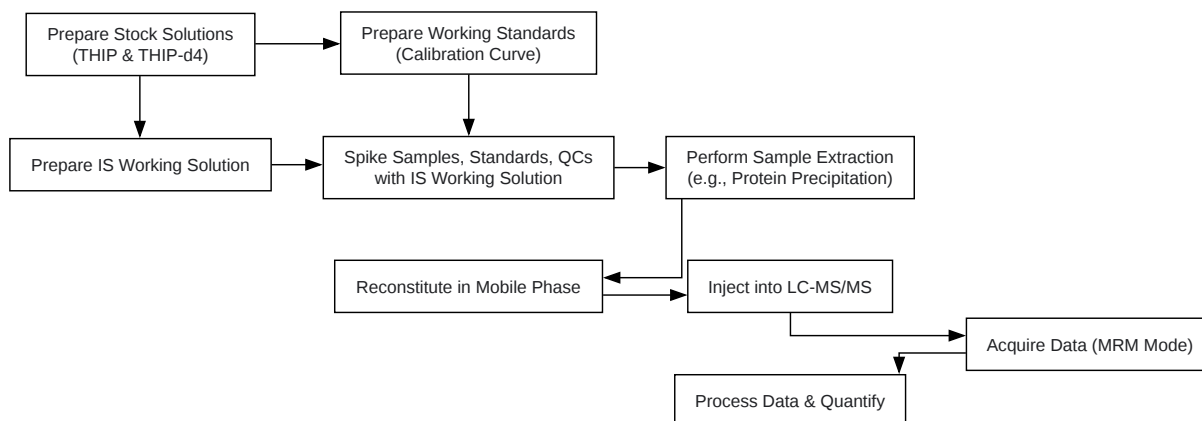 Prepare Stock Solutions
(THIP & THIP-d4)
Prepare Working Standards
(Calibration Curve)
Prepare IS Working Solution
Spike Samples, Standards, QCs
with IS Working Solution
Perform Sample Extraction
(e.g., Protein Precipitation)
Reconstitute in Mobile Phase
Inject into LC-MS/MS
Acquire Data (MRM Mode)
Process Data & Quantify